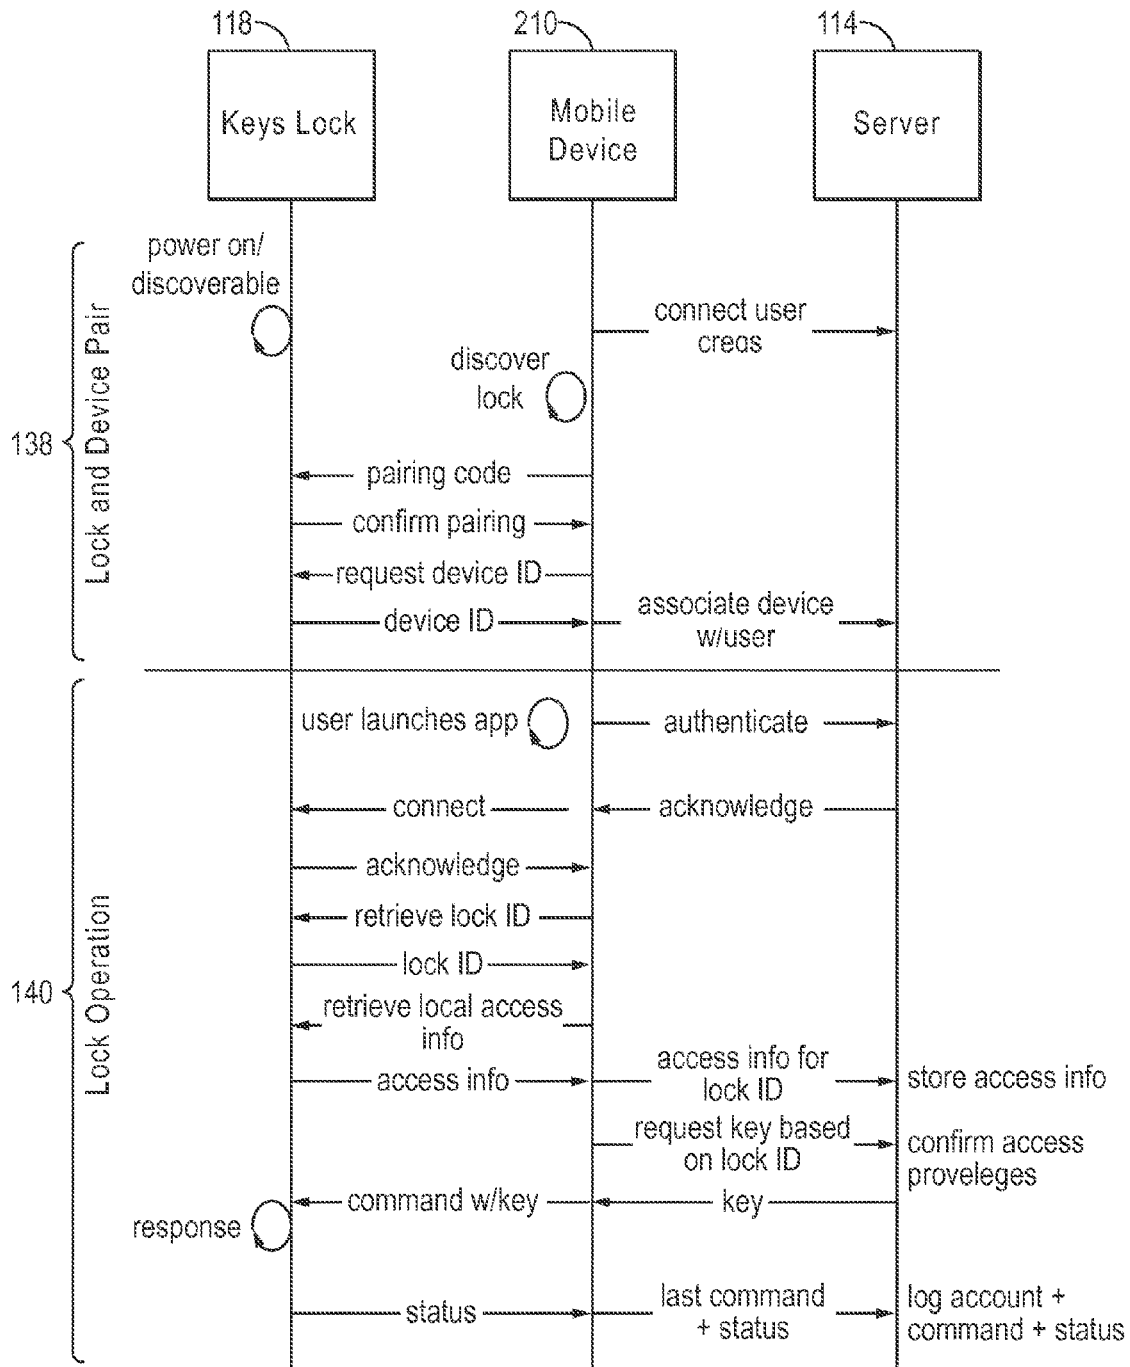 118
210
114
Keys Lock
Mobile
Device
Server
power on/
discoverable
connect user
creas
discover
lock
138
Lock and Device Pair
pairing code
confirm pairing
request device ID
device ID
associate device
w/user
user launches app
authenticate
connect
acknowledge
acknowledge
retrieve lock ID
lock ID
140
Lock Operation
retrieve local access
info
access info
access info for
lock ID
store access info
request key based
on lock ID
confirm access
proveleges
command w/key
key
response
status
last command
+ status
log account +
command + status